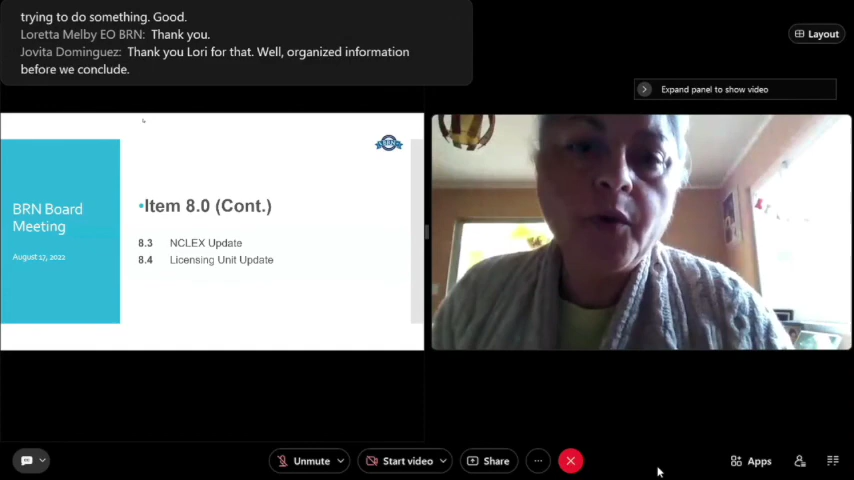 trying to do something. Good.
Loretta Melby EO BRN: Thank you.
Jovita Dominguez: Thank you Lori for that. Well, organized information
before we conclude.
Layout
Expand panel to show video
BRN
BRN Board
Meeting
August 17, 2022
•Item 8.0 (Cont.)
8.3 NCLEX Update
8.4 Licensing Unit Update
Unmute
Start video
Share
Apps